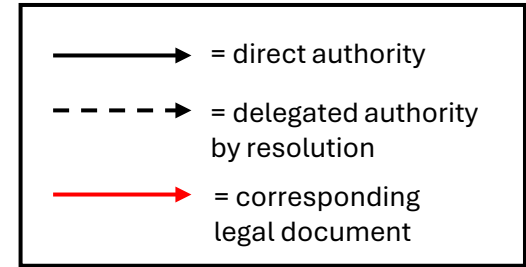 = direct authority
= delegated authority
by resolution
= corresponding
legal document